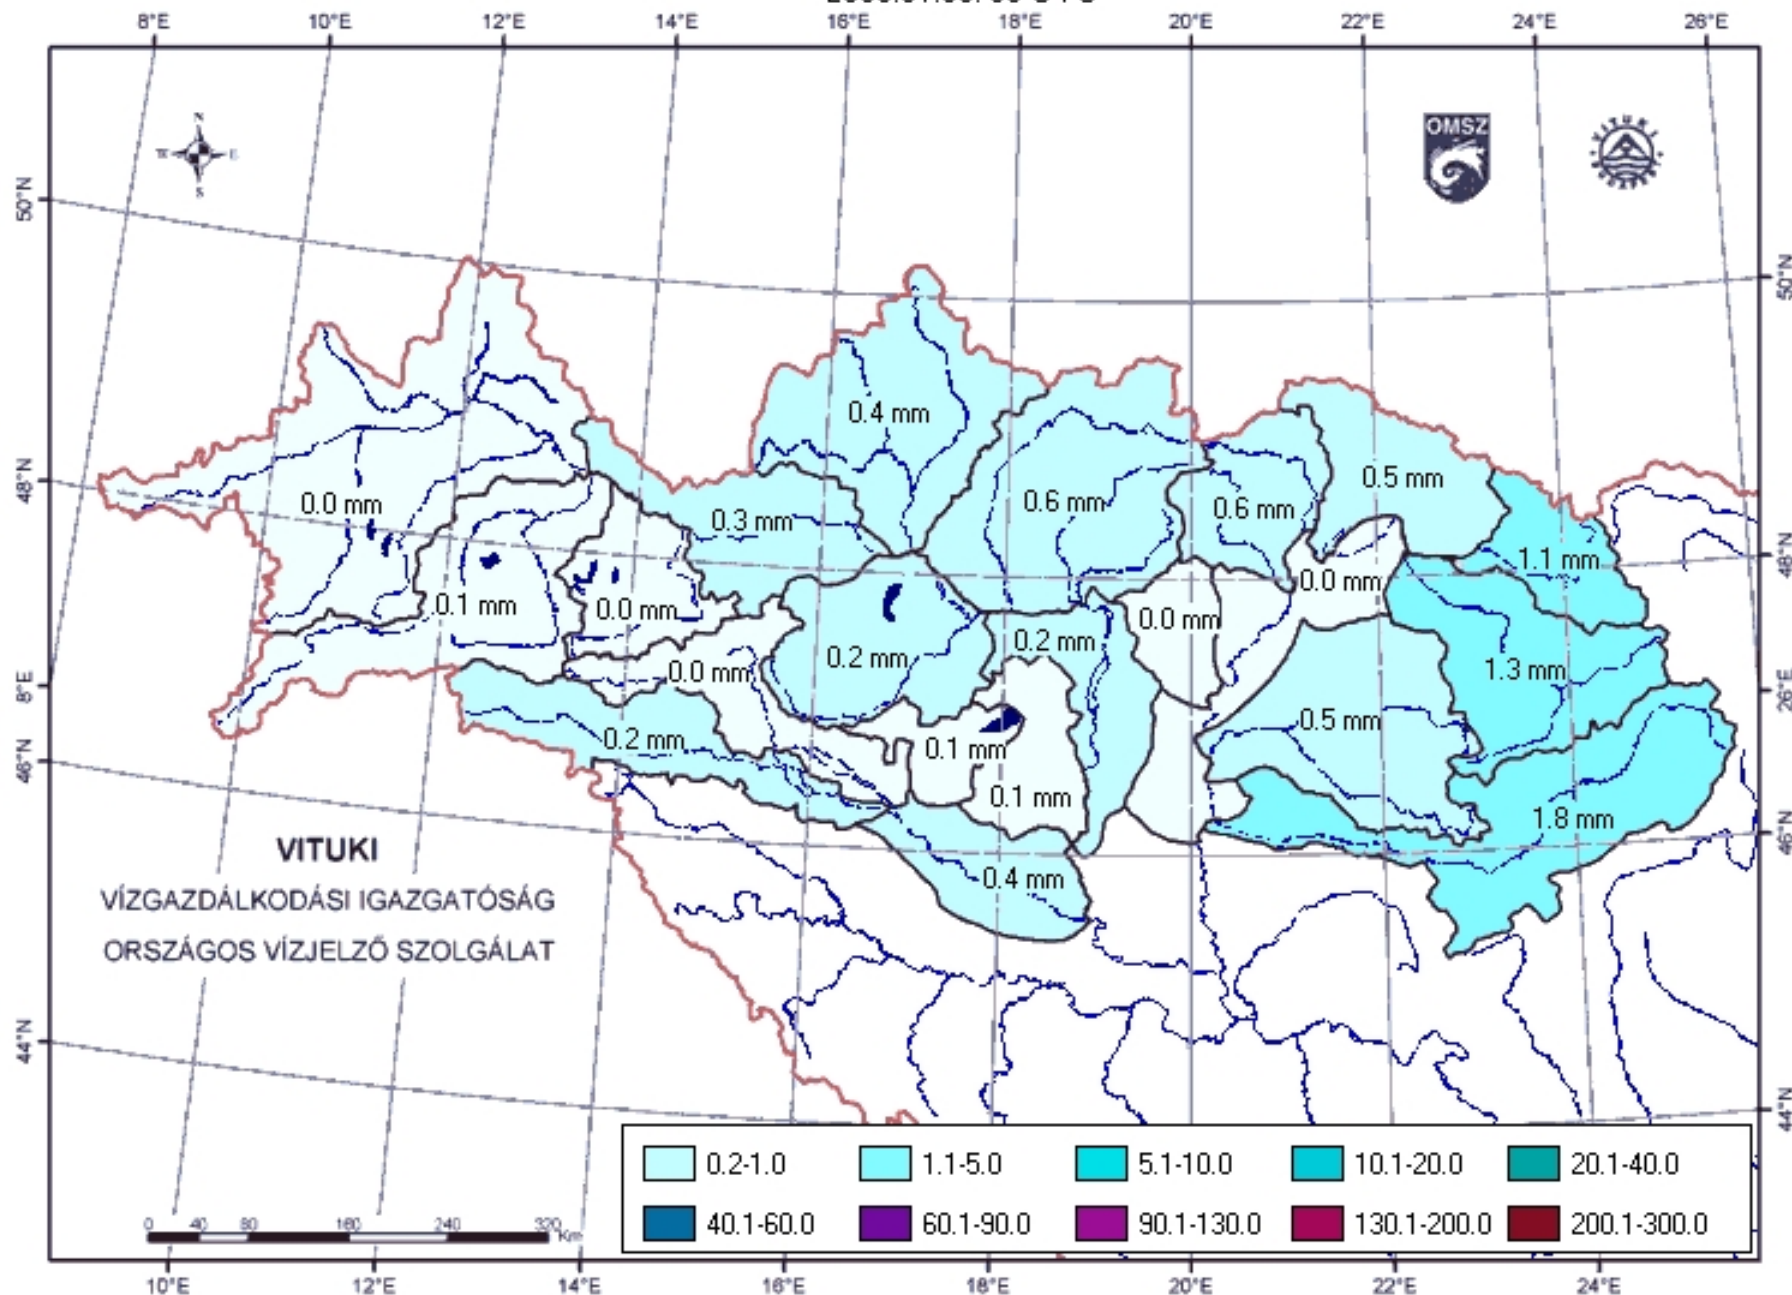 8°E 10°E 12°E 14°E 16°E 18°E 20°E 22°E 24°E 26°E
N
E
S
OMSZ
VITUKI
50°N
50°N
48°N
48°N
8°E
26°E
46°N
46°N
44°N
44°N
0.4 mm
0.5 mm
0.0 mm
0.6 mm
0.6 mm
0.3 mm
1.1 mm
0.0 mm
0.1 mm
0.0 mm
0.0 mm
0.2 mm
0.2 mm
0.0 mm
1.3 mm
0.5 mm
0.2 mm
0.1 mm
0.1 mm
1.8 mm
0.4 mm
VITUKI
VÍZGAZDÁLKODÁSI IGAZGATÓSÁG
ORSZÁGOS VÍZJELZŐ SZOLGÁLAT
0.2-1.0 1.1-5.0 5.1-10.0 10.1-20.0 20.1-40.0
40.1-60.0 60.1-90.0 90.1-130.0 130.1-200.0 200.1-300.0
0 40 80 160 240 320 Km
10°E 12°E 14°E 16°E 18°E 20°E 22°E 24°E